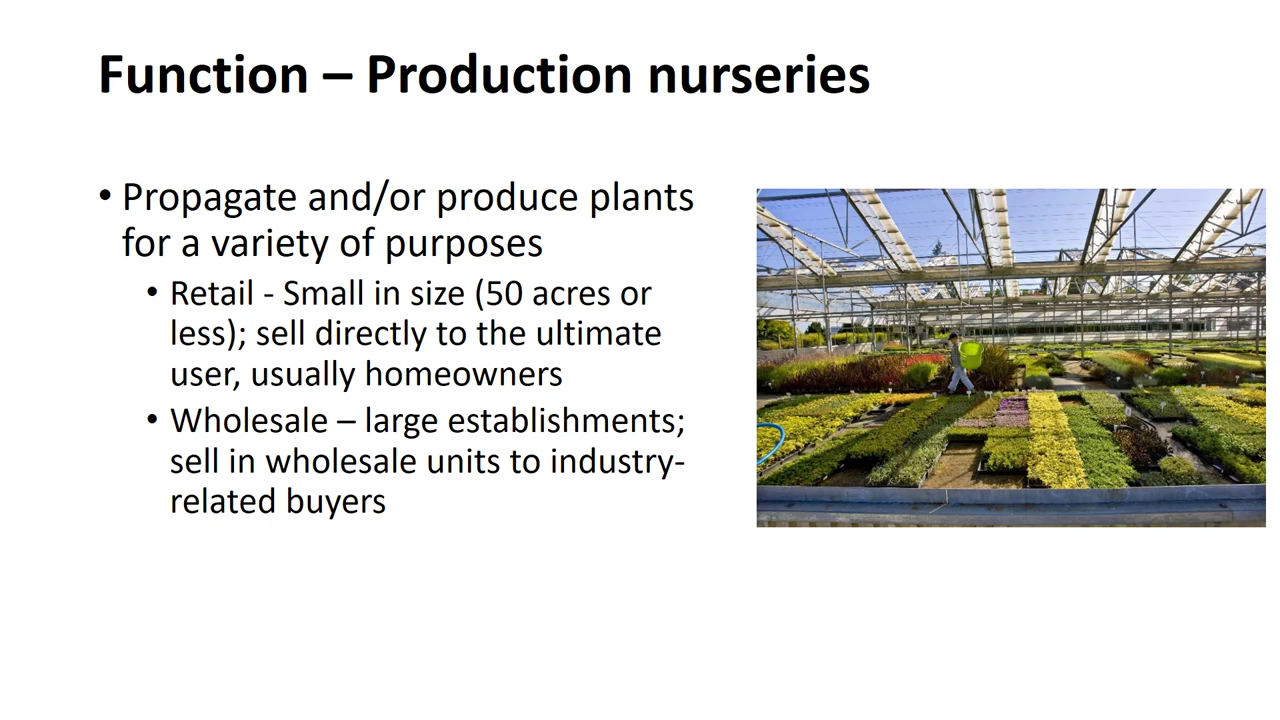 Function – Production nurseries
• Propagate and/or produce plants
for a variety of purposes
• Retail - Small in size (50 acres or
less); sell directly to the ultimate
user, usually homeowners
• Wholesale – large establishments;
sell in wholesale units to industry-
related buyers